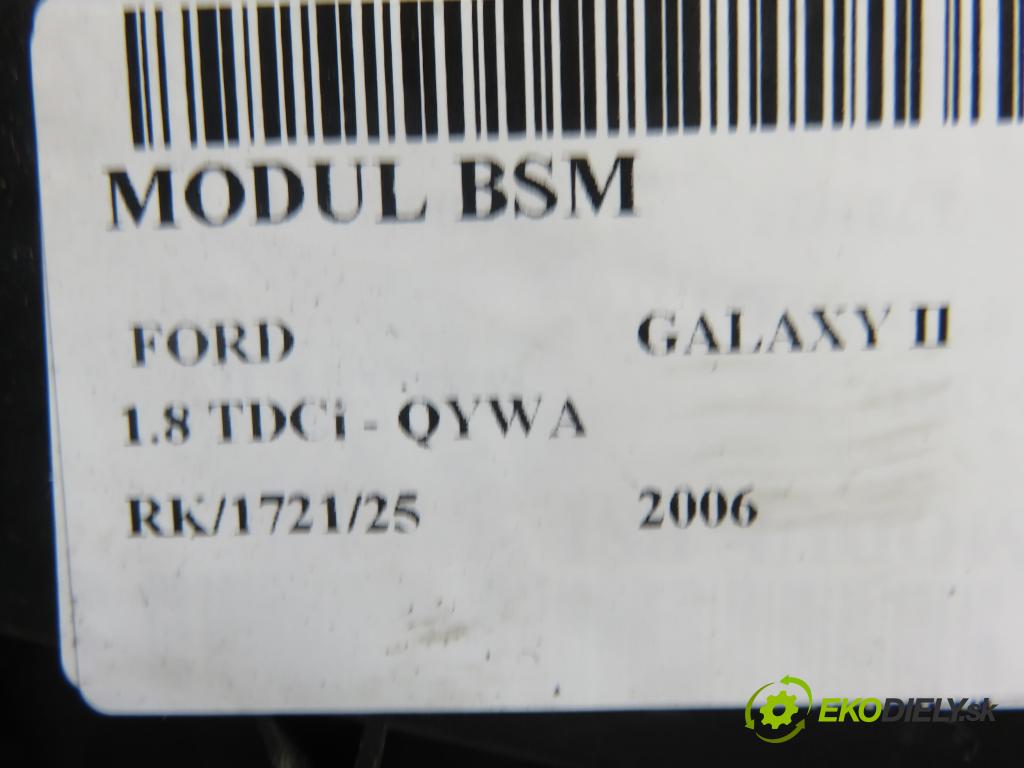 MODUL BSM
FORD GALAXY II
1.8 TDCi - QYWA
RK/1721/25 2006
EKODIELY.sk